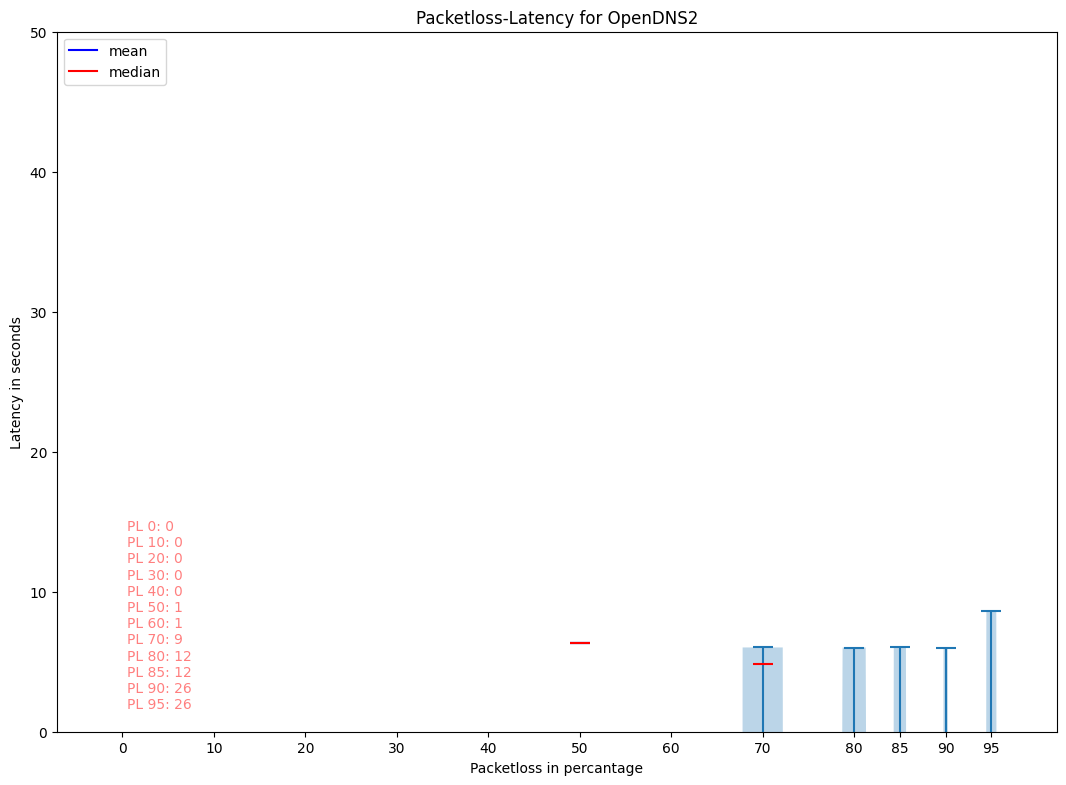 Packetloss-Latency for OpenDNS2
50
mean
median
40
30
Latency in seconds
20
PL 0: 0
PL 10: 0
PL 20: 0
PL 30: 0
10
PL 40: 0
PL 50: 1
PL 60: 1
PL 70: 9
PL 80: 12
PL 85: 12
PL 90: 26
PL 95: 26
0
0 10 20 30 40 50 60 70 80 85 90 95
Packetloss in percantage